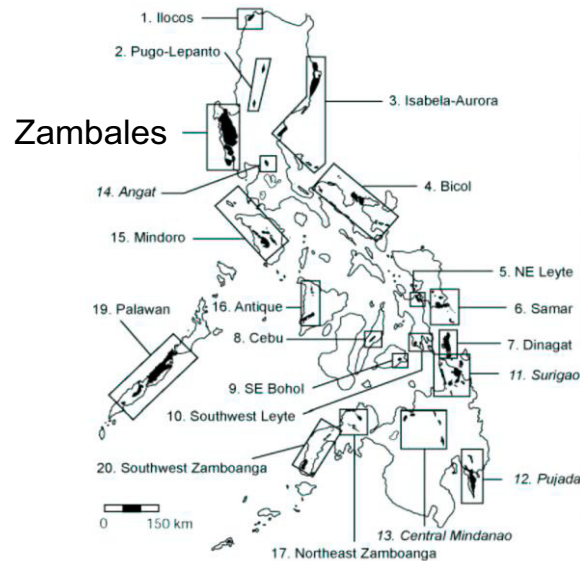 1. Ilocos
2. Pugo-Lepanto
3. Isabela-Aurora
Zambales
14. Angat
4. Bicol
15. Mindoro
5. NE Leyte
16. Antique
6. Samar
19. Palawan
8. Cebu
7. Dinagat
9. SE Bohol
11. Surigao
10. Southwest Leyte
20. Southwest Zamboanga
12. Pujada
0 150 km
13. Central Mindanao
17. Northeast Zamboanga